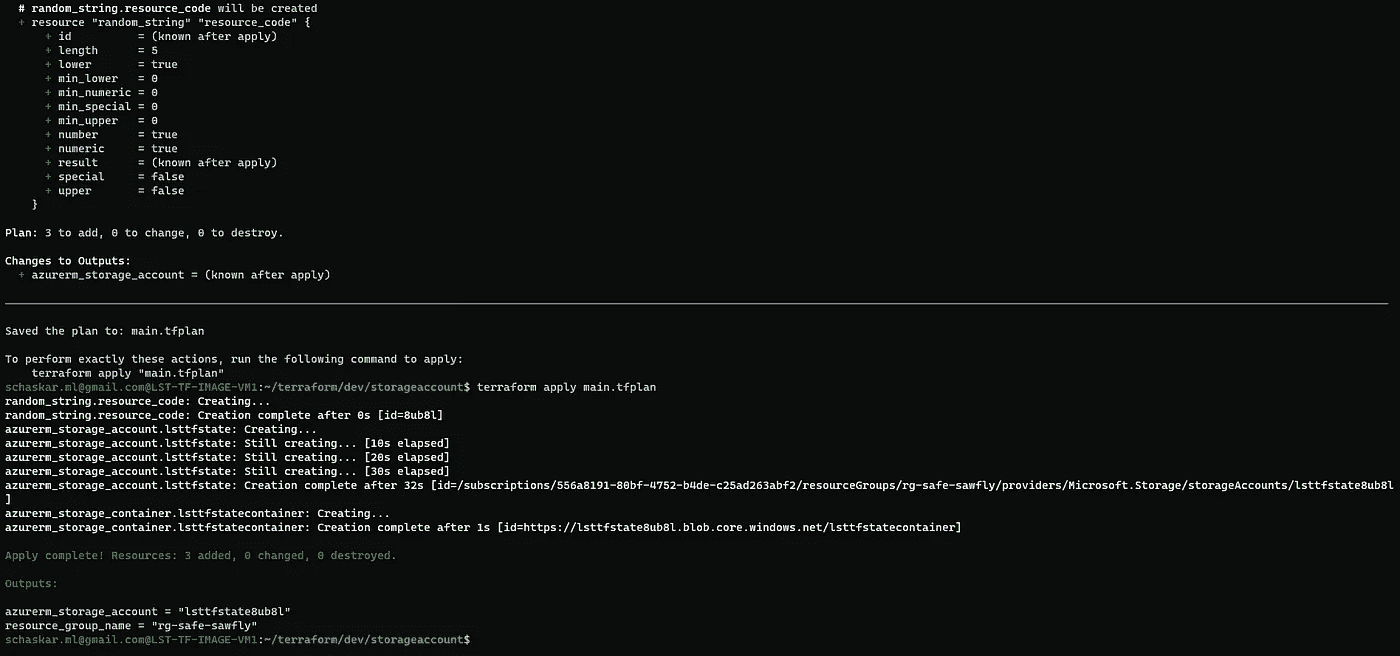 # random_string.resource_code will be created
+ resource "random_string" "resource_code" {
+ id = (known after apply)
+ length = 5
+ lower = true
+ min_lower = 0
+ min_numeric = 0
+ min_special = 0
+ min_upper = 0
+ number = true
+ numeric = true
+ result = (known after apply)
+ special = false
+ upper = false
}
Plan: 3 to add, 0 to change, 0 to destroy.
Changes to Outputs:
+ azurerm_storage_account = (known after apply)
Saved the plan to: main.tfplan
To perform exactly these actions, run the following command to apply:
terraform apply "main.tfplan"
schaskar.ml@gmail.com@LST-TF-IMAGE-VM1:~/terraform/dev/storageaccount$ terraform apply main.tfplan
random_string.resource_code: Creating...
random_string.resource_code: Creation complete after 0s [id=8ub8l]
azurerm_storage_account.lsttfstate: Creating...
azurerm_storage_account.lsttfstate: Still creating... [10s elapsed]
azurerm_storage_account.lsttfstate: Still creating... [20s elapsed]
azurerm_storage_account.lsttfstate: Still creating... [30s elapsed]
azurerm_storage_account.lsttfstate: Creation complete after 32s [id=/subscriptions/556a8191-80bf-4752-b4de-c25ad263abf2/resourceGroups/rg-safe-sawfly/providers/Microsoft.Storage/storageAccounts/lsttfstate8ub8l
]
azurerm_storage_container.lsttfstatecontainer: Creating...
azurerm_storage_container.lsttfstatecontainer: Creation complete after 1s [id=https://lsttfstate8ub8l.blob.core.windows.net/lsttfstatecontainer]
Apply complete! Resources: 3 added, 0 changed, 0 destroyed.
Outputs:
azurerm_storage_account = "lsttfstate8ub8l"
resource_group_name = "rg-safe-sawfly"
schaskar.ml@gmail.com@LST-TF-IMAGE-VM1:~/terraform/dev/storageaccount$